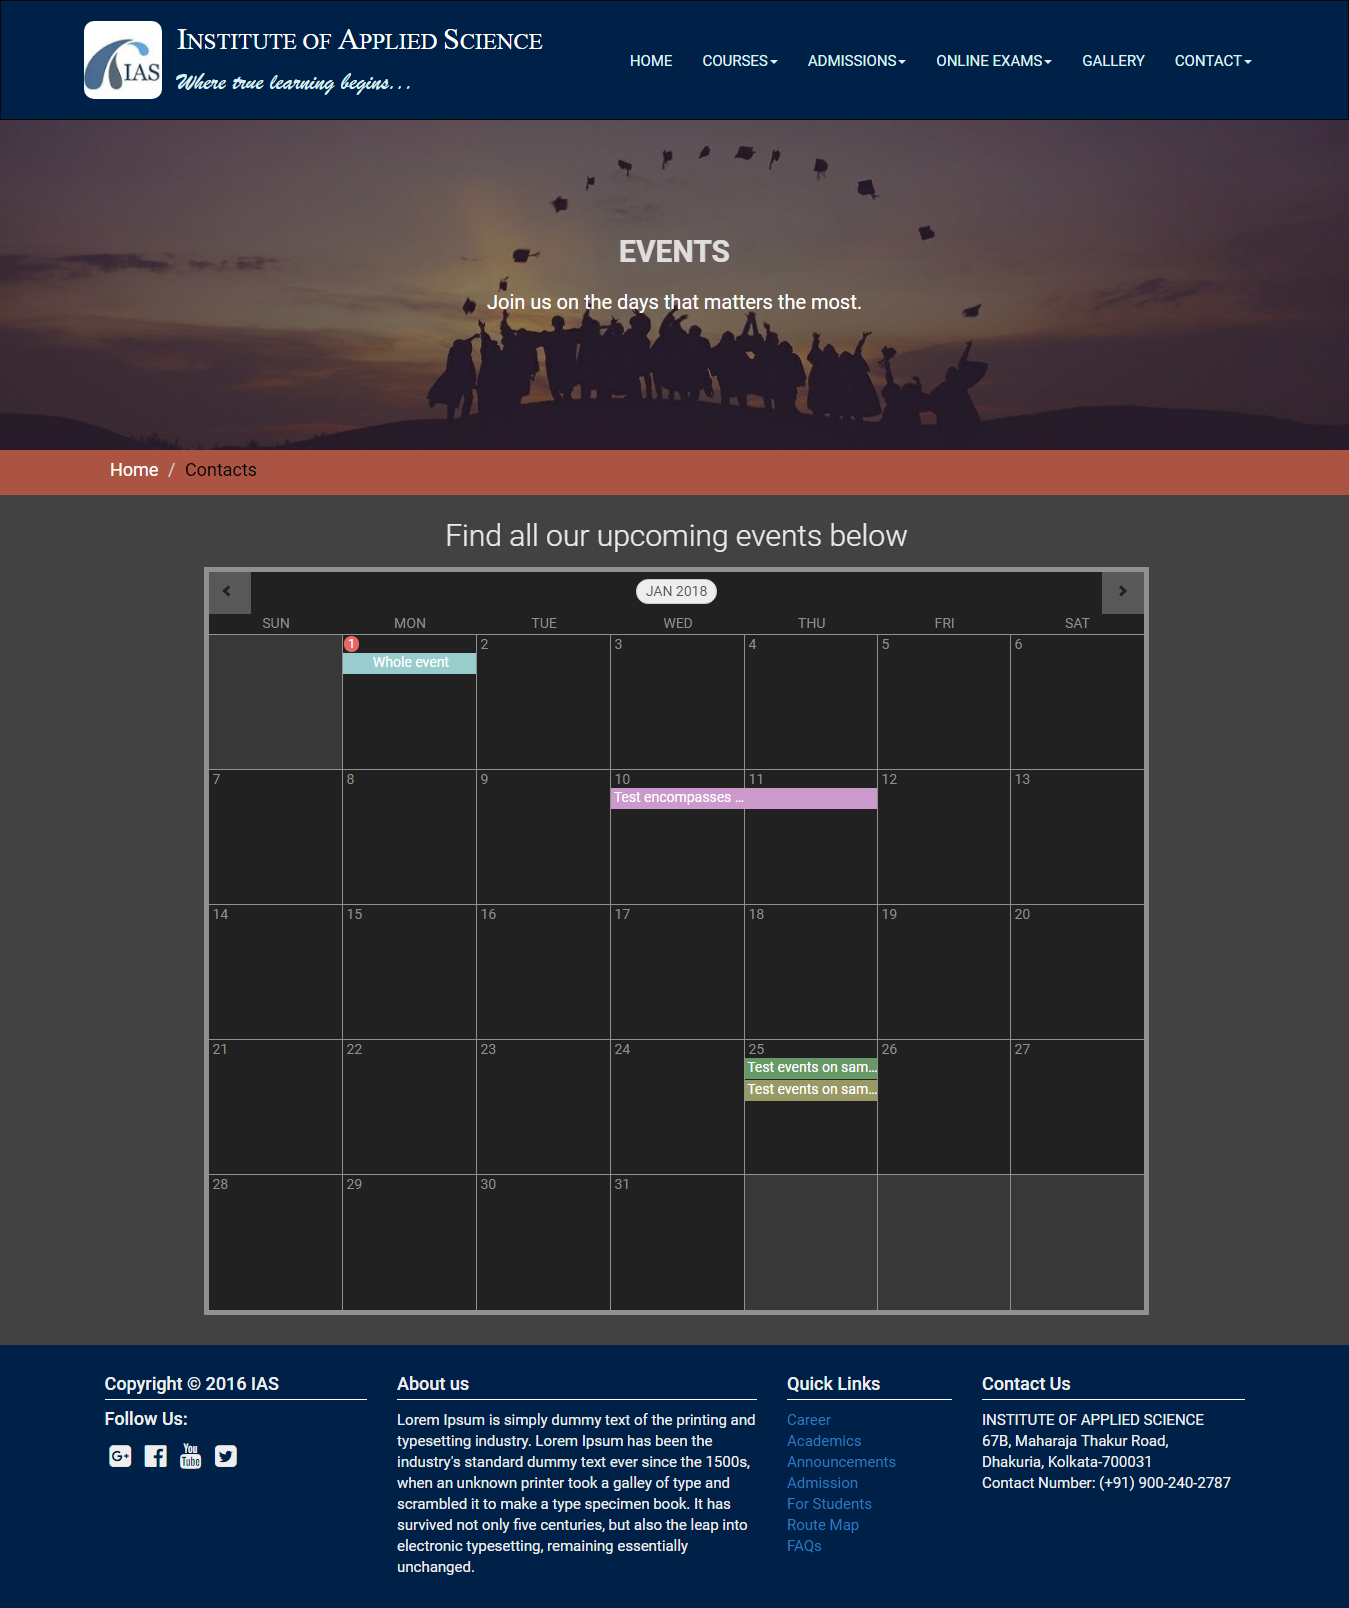 IAS
INSTITUTE OF APPLIED SCIENCE
Where true learning begins...
HOME
COURSES
ADMISSIONS
ONLINE EXAMS
GALLERY
CONTACT
EVENTS
Join us on the days that matters the most.
Home / Contacts
Find all our upcoming events below
JAN 2018
SUN MON TUE WED THU FRI SAT
1 2 3 4 5 6
Whole event
7 8 9 10 11 12 13
Test encompasses ...
14 15 16 17 18 19 20
21 22 23 24 25 26 27
Test events on sam...
Test events on sam...
28 29 30 31
Copyright © 2016 IAS
Follow Us:
You
Tube
About us
Lorem Ipsum is simply dummy text of the printing and
typesetting industry. Lorem Ipsum has been the
industry's standard dummy text ever since the 1500s,
when an unknown printer took a galley of type and
scrambled it to make a type specimen book. It has
survived not only five centuries, but also the leap into
electronic typesetting, remaining essentially
unchanged.
Quick Links
Career
Academics
Announcements
Admission
For Students
Route Map
FAQs
Contact Us
INSTITUTE OF APPLIED SCIENCE
67B, Maharaja Thakur Road,
Dhakuria, Kolkata-700031
Contact Number: (+91) 900-240-2787